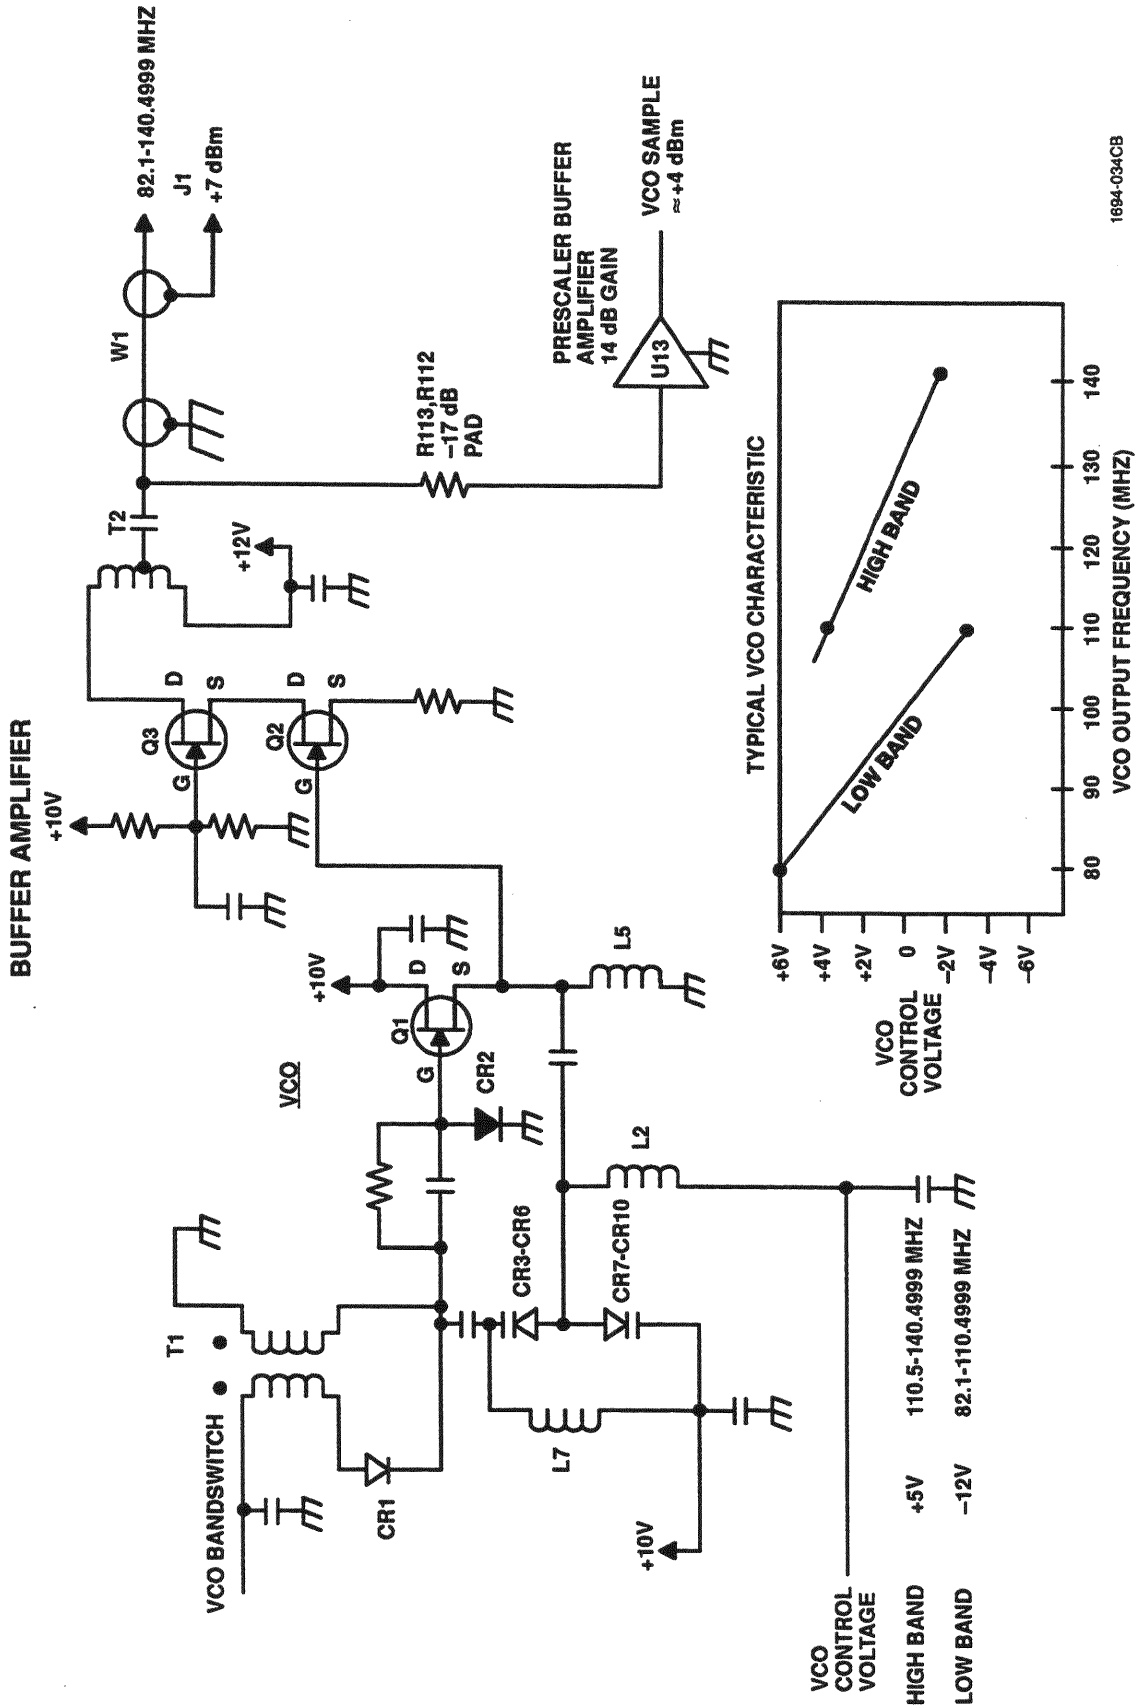 BUFFER AMPLIFIER
+10V
G
Q3
D
S
G
Q2
D
S
T2
+12V
W1
82.1-140.4999 MHZ
J1
+7 dBm
R113,R112
–17 dB
PAD
PRESCALER BUFFER
AMPLIFIER
14 dB GAIN
U13
VCO SAMPLE
≈+4 dBm
VCO
+10V
Q1
G
D
S
CR2
L5
T1
VCO BANDSWITCH
CR1
CR3-CR6
CR7-CR10
L2
L7
+10V
VCO
CONTROL
VOLTAGE
HIGH BAND +5V 110.5-140.4999 MHZ
LOW BAND –12V 82.1-110.4999 MHZ
TYPICAL VCO CHARACTERISTIC
VCO
CONTROL
VOLTAGE
+6V
+4V
+2V
0
–2V
–4V
–6V
LOW BAND
HIGH BAND
80 90 100 110 120 130 140
VCO OUTPUT FREQUENCY (MHZ)
1694-034CB